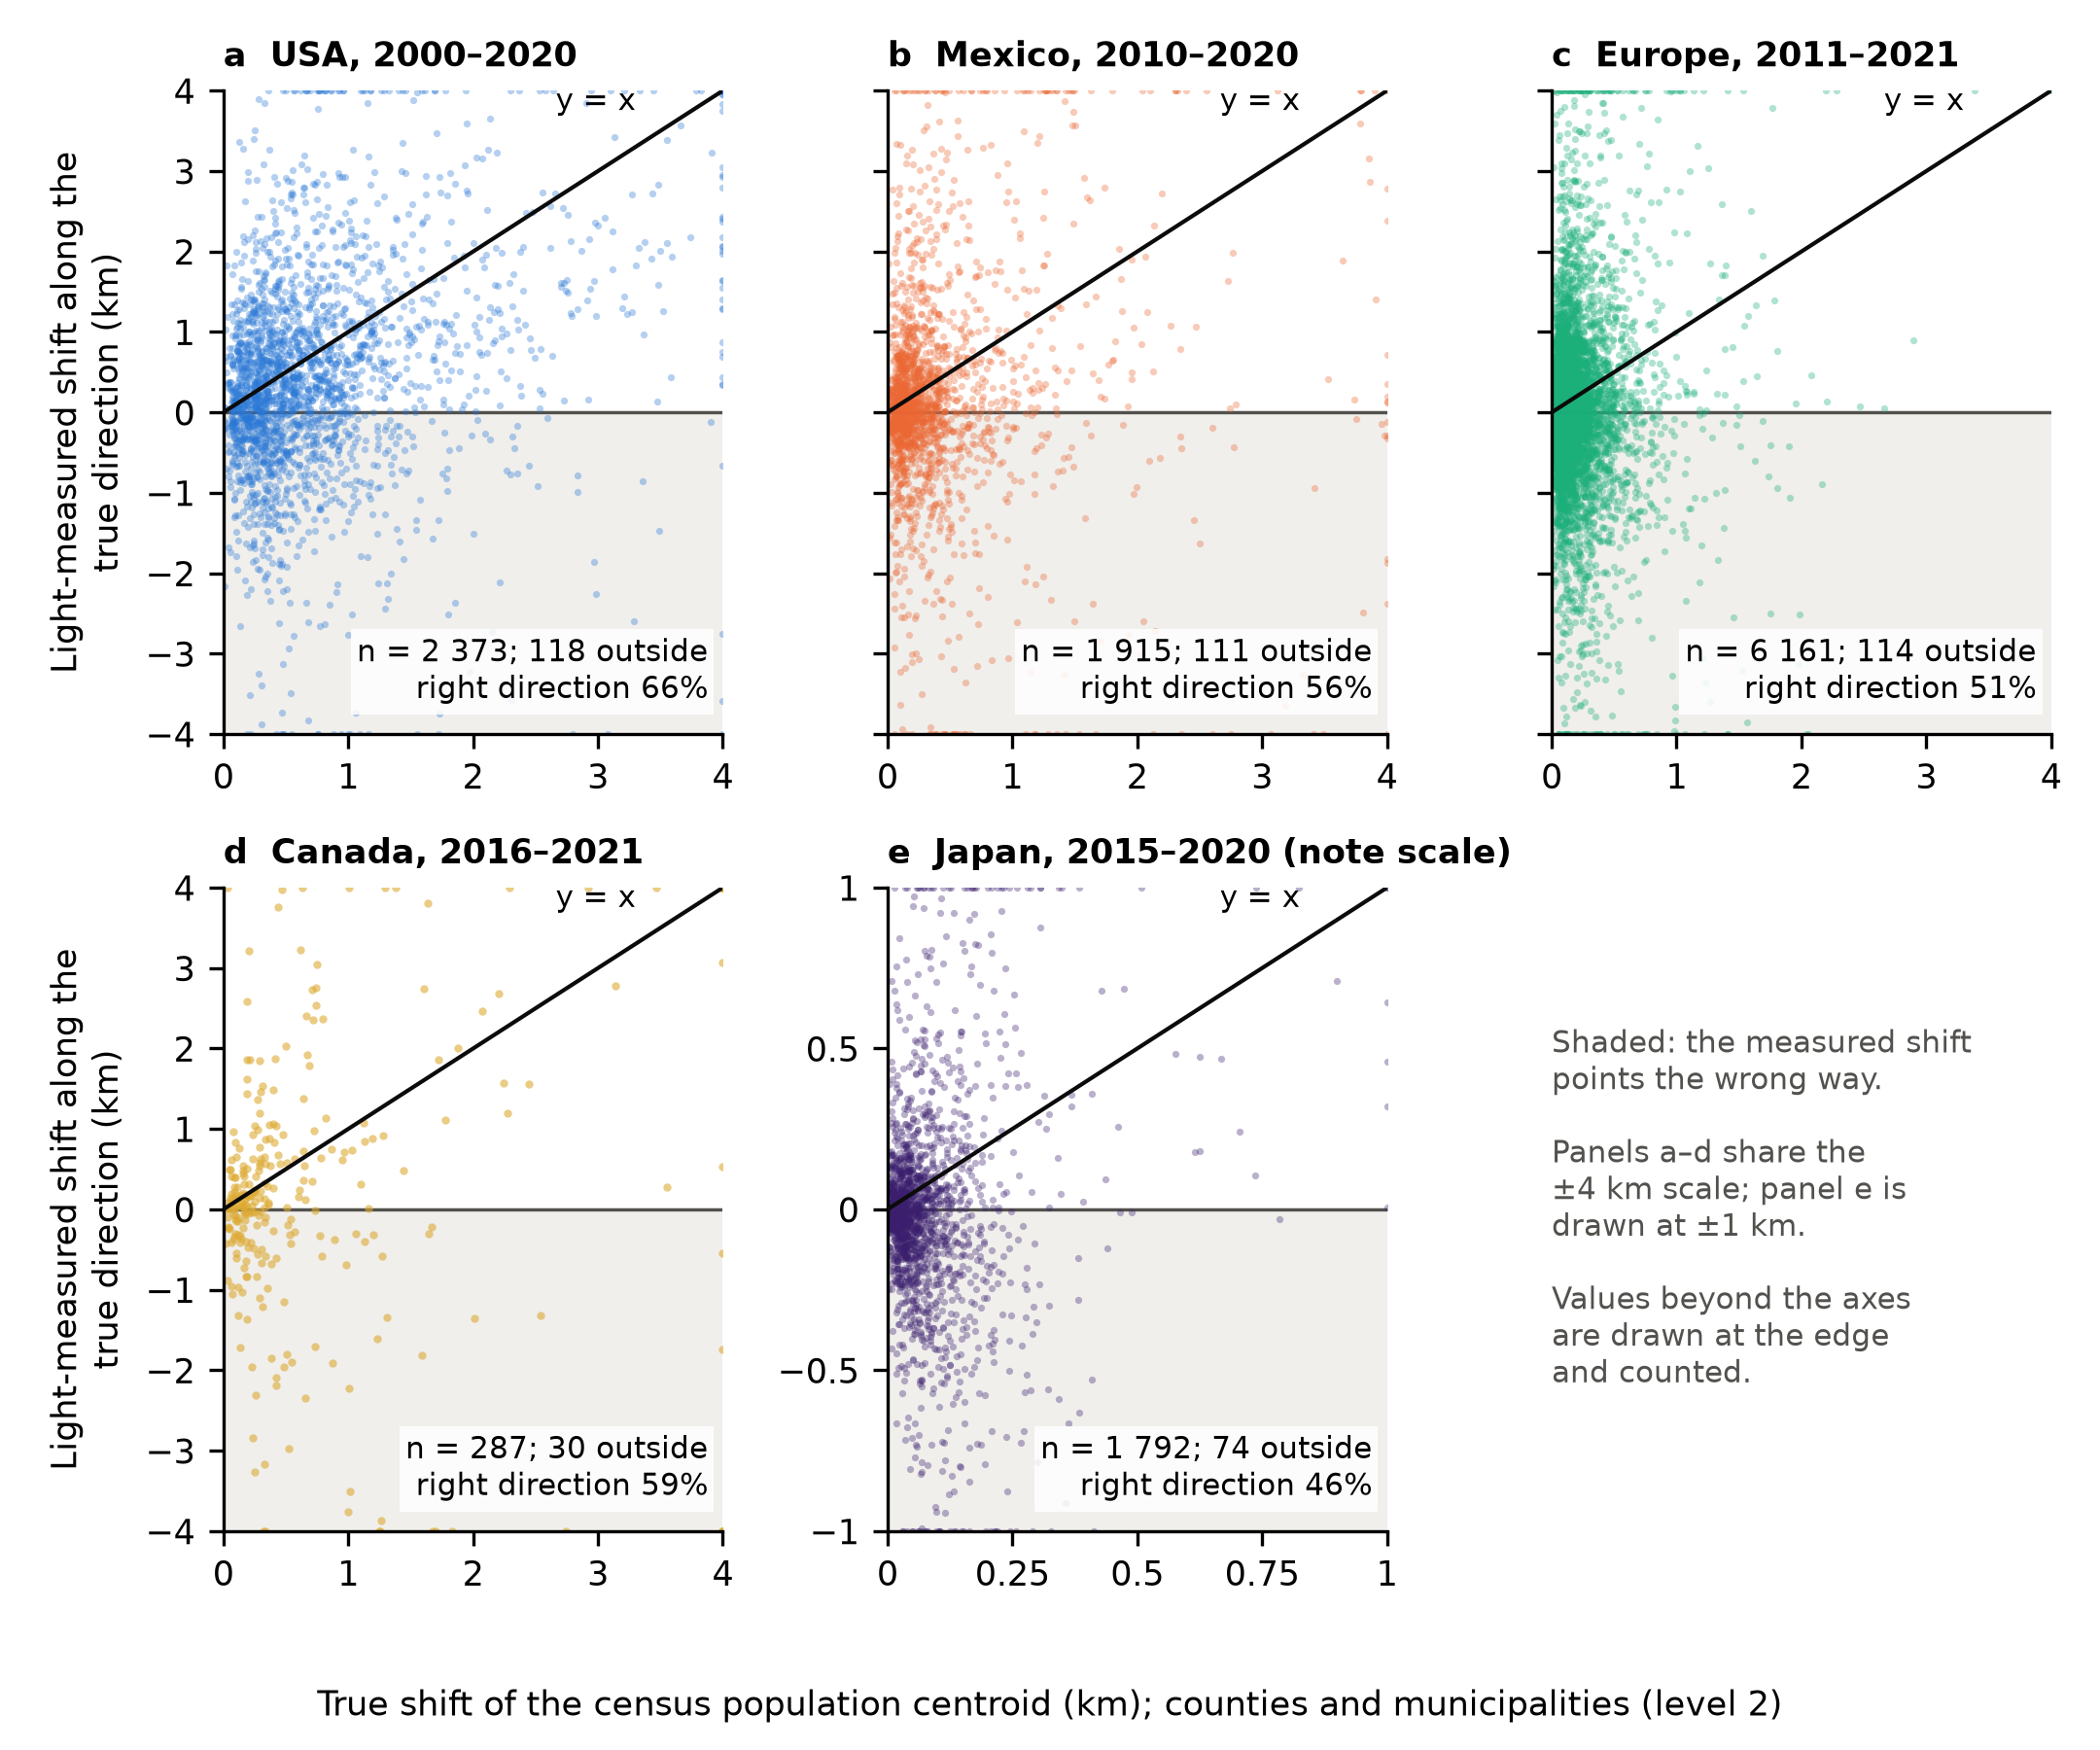 a USA, 2000–2020
b Mexico, 2010–2020
c Europe, 2011–2021
Light-measured shift along the
true direction (km)
4
3
2
1
0
−1
−2
−3
−4
y = x
n = 2 373; 118 outside
right direction 66%
0 1 2 3 4
y = x
n = 1 915; 111 outside
right direction 56%
0 1 2 3 4
y = x
n = 6 161; 114 outside
right direction 51%
0 1 2 3 4
d Canada, 2016–2021
e Japan, 2015–2020 (note scale)
Light-measured shift along the
true direction (km)
4
3
2
1
0
−1
−2
−3
−4
y = x
n = 287; 30 outside
right direction 59%
0 1 2 3 4
1
0.5
0
−0.5
−1
y = x
n = 1 792; 74 outside
right direction 46%
0 0.25 0.5 0.75 1
Shaded: the measured shift
points the wrong way.
Panels a–d share the
±4 km scale; panel e is
drawn at ±1 km.
Values beyond the axes
are drawn at the edge
and counted.
True shift of the census population centroid (km); counties and municipalities (level 2)